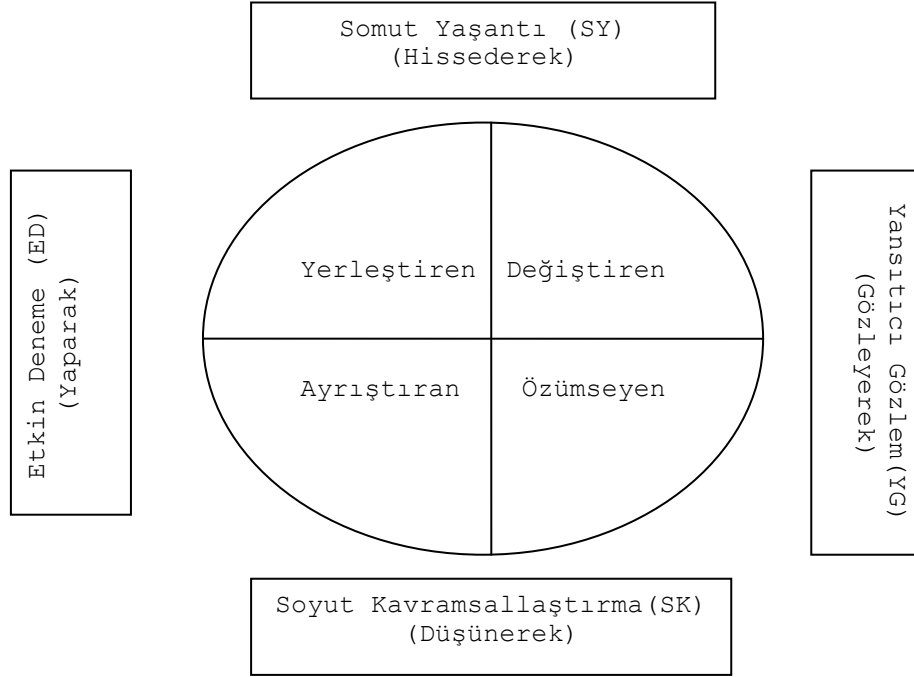 Somut Yaşantı (SY)
(Hissederek)
Etkin Deneme (ED)
(Yaparak)
Yerleştiren
Değiştiren
Ayrıştıran
Özümseyen
Yansıtıcı Gözlem(YG)
(Gözleyerek)
Soyut Kavramsallaştırma(SK)
(Düşünerek)